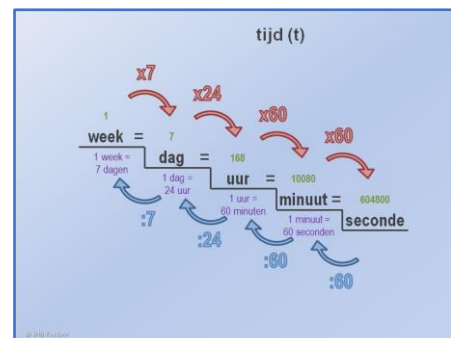 tijd (t)
x7
x24
x60
x60
1
week =
7
dag =
168
uur =
10080
minuut =
604800
seconde
1 week =
7 dagen
1 dag =
24 uur
1 uur =
60 minuten
1 minuut =
60 seconden
:7
:24
:60
:60